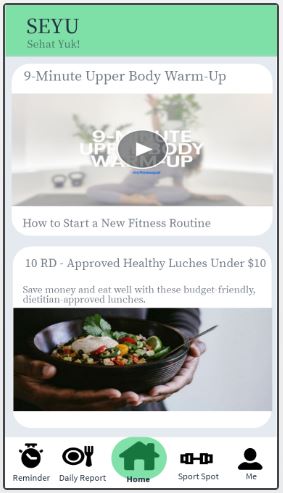 SEYU
Sehat Yuk!
9-Minute Upper Body Warm-Up
9-MINUTE
UPPER BODY
WARM-UP
How to Start a New Fitness Routine
10 RD - Approved Healthy Luches Under $10
Save money and eat well with these budget-friendly,
dietitian-approved lunches.
Reminder Daily Report Home Sport Spot Me